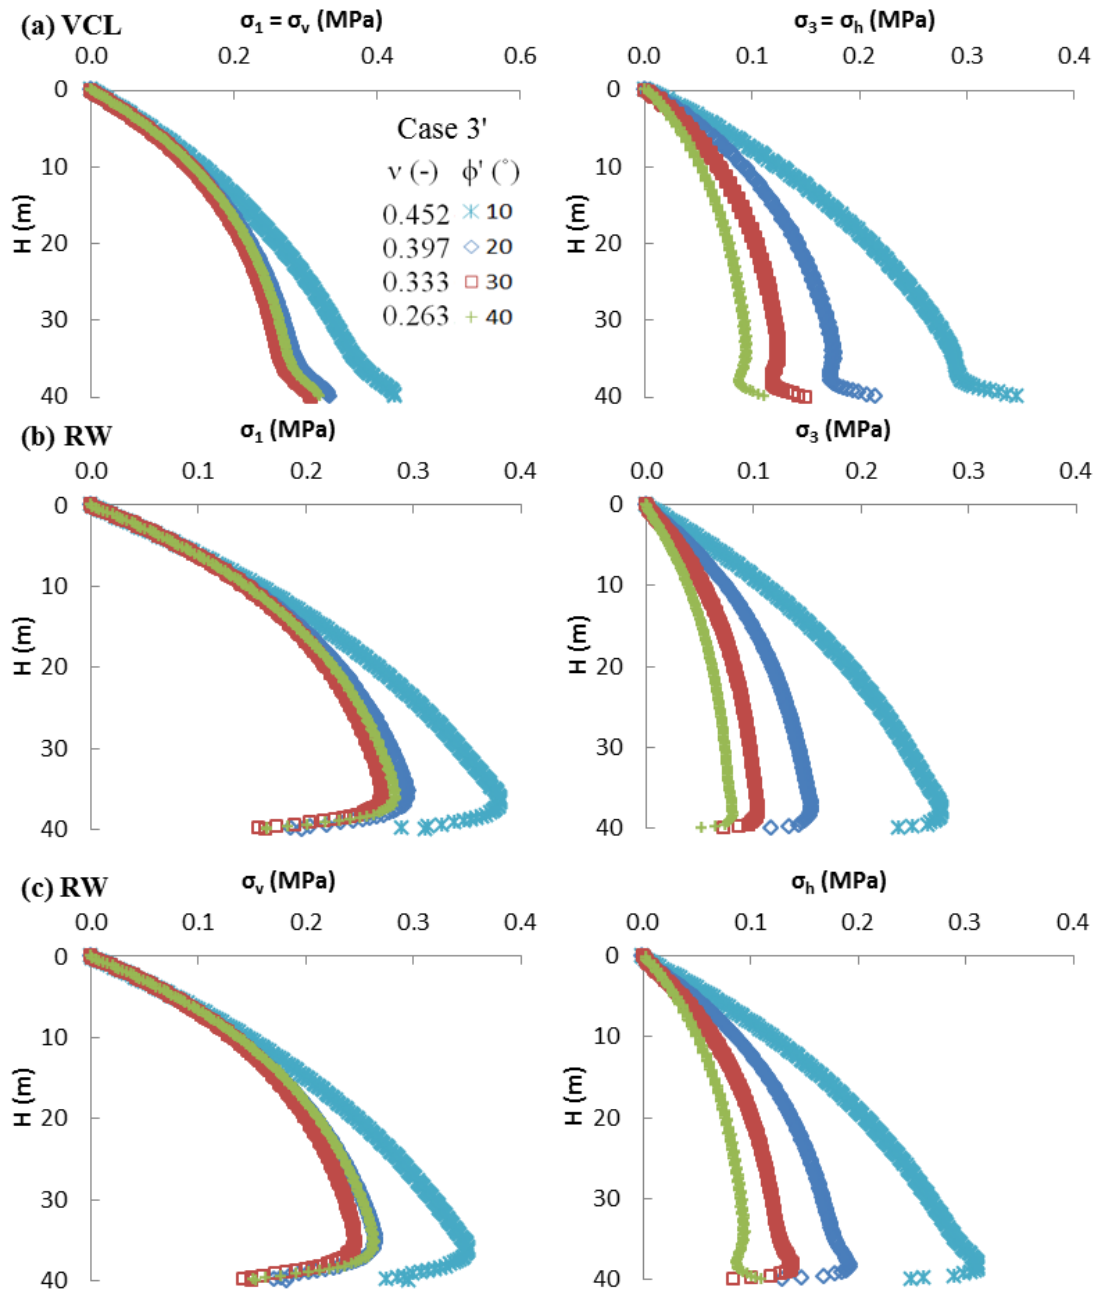 (a) VCL
σ1 = σv (MPa)
0.0 0.2 0.4 0.6
0
10
20
30
40
H (m)
Case 3'
ν (-) ϕ' (°)
0.452 10
0.397 20
0.333 30
0.263 40
σ3 = σh (MPa)
0.0 0.1 0.2 0.3 0.4
0
10
20
30
40
H (m)
(b) RW
σ1 (MPa)
0.0 0.1 0.2 0.3 0.4
0
10
20
30
40
H (m)
σ3 (MPa)
0.0 0.1 0.2 0.3 0.4
0
10
20
30
40
H (m)
(c) RW
σv (MPa)
0.0 0.1 0.2 0.3 0.4
0
10
20
30
40
H (m)
σh (MPa)
0.0 0.1 0.2 0.3 0.4
0
10
20
30
40
H (m)